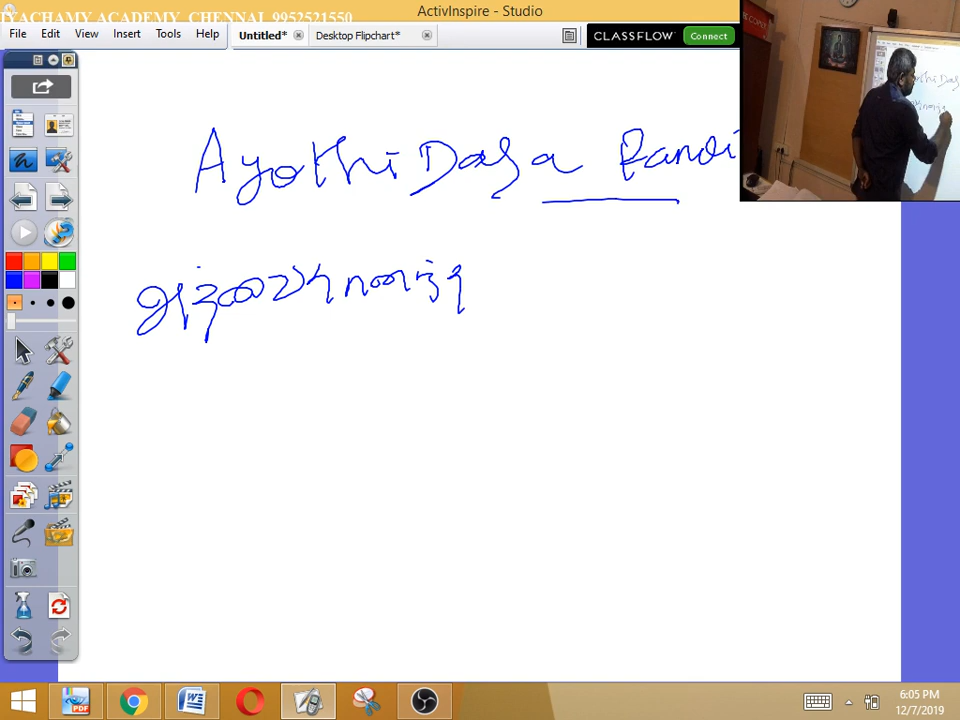 IYACHAMY ACADEMY, CHENNAI 9952521550
ActivInspire - Studio
File Edit View Insert Tools Help Untitled* Desktop Flipchart* CLASSFLOW Connect
Ayothi Dasa Pandi
6:05 PM
12/7/2019